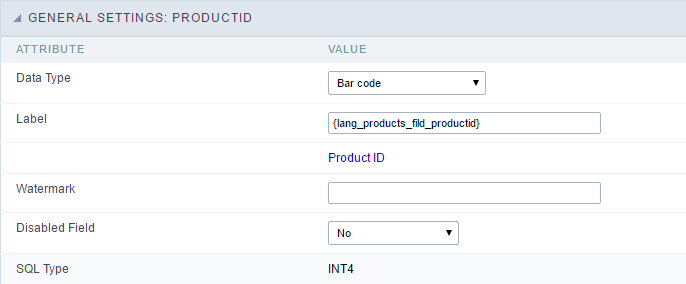 GENERAL SETTINGS: PRODUCTID
ATTRIBUTE VALUE
Data Type Bar code
Label {lang_products_fild_productid}
Product ID
Watermark
Disabled Field No
SQL Type INT4